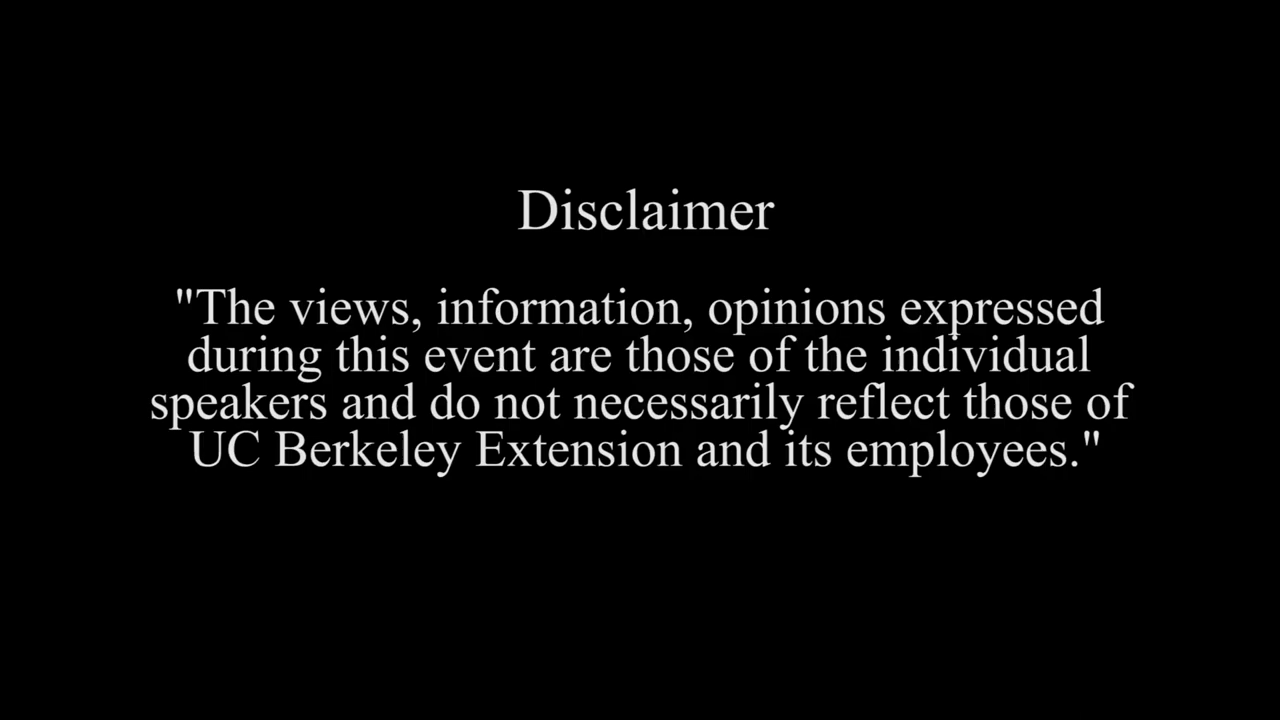 Disclaimer
"The views, information, opinions expressed
during this event are those of the individual
speakers and do not necessarily reflect those of
UC Berkeley Extension and its employees."